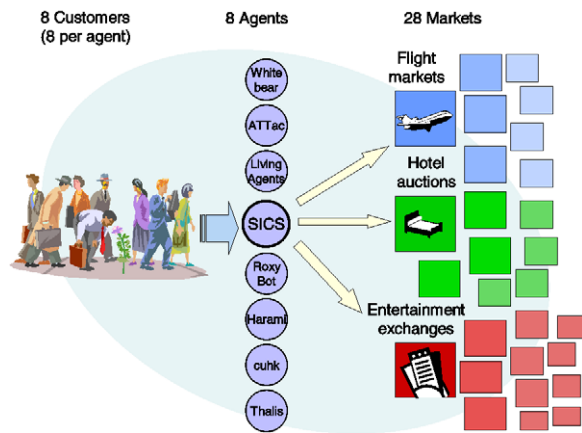 8 Customers
(8 per agent)
8 Agents
28 Markets
White
bear
ATTac
Living
Agents
SICS
Roxy
Bot
Harami
cuhk
Thalis
Flight
markets
Hotel
auctions
Entertainment
exchanges